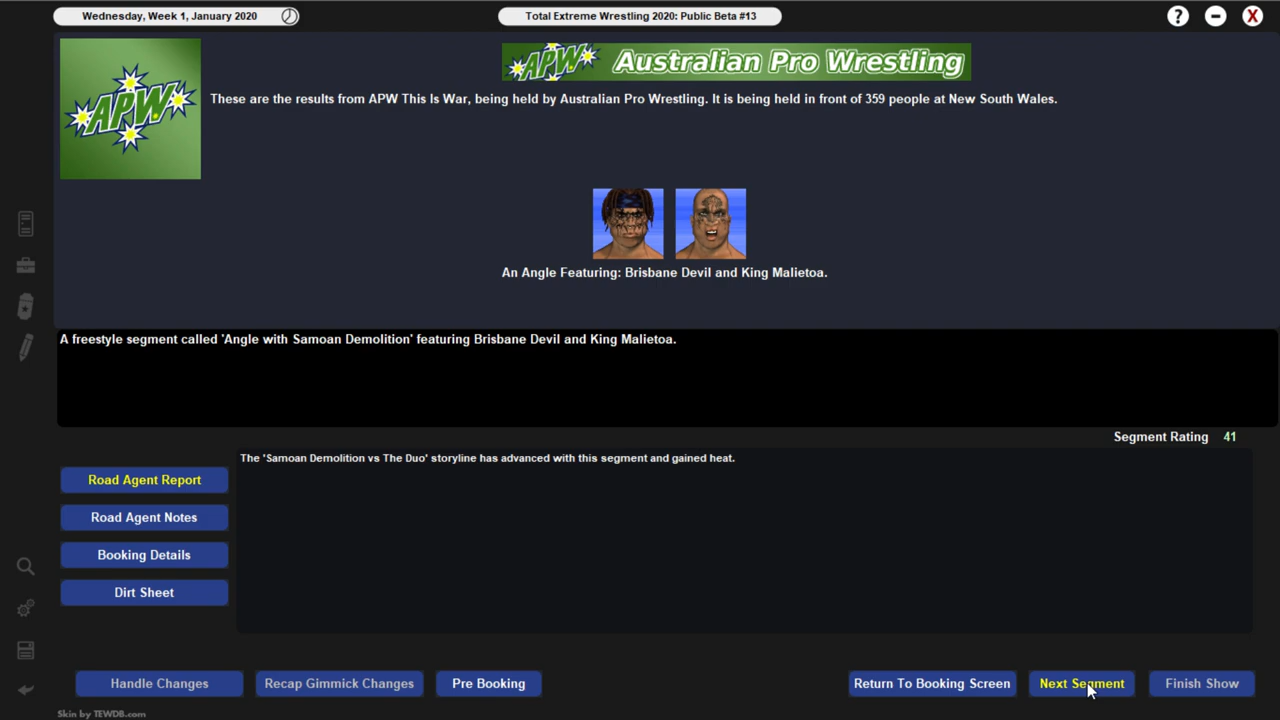 Wednesday, Week 1, January 2020
Total Extreme Wrestling 2020: Public Beta #13
?
X
APW
APW Australian Pro Wrestling
These are the results from APW This Is War, being held by Australian Pro Wrestling. It is being held in front of 359 people at New South Wales.
An Angle Featuring: Brisbane Devil and King Malietoa.
A freestyle segment called 'Angle with Samoan Demolition' featuring Brisbane Devil and King Malietoa.
Segment Rating 41
The 'Samoan Demolition vs The Duo' storyline has advanced with this segment and gained heat.
Road Agent Report
Road Agent Notes
Booking Details
Dirt Sheet
Handle Changes
Recap Gimmick Changes
Pre Booking
Return To Booking Screen
Next Segment
Finish Show
Skin by TEWDB.com